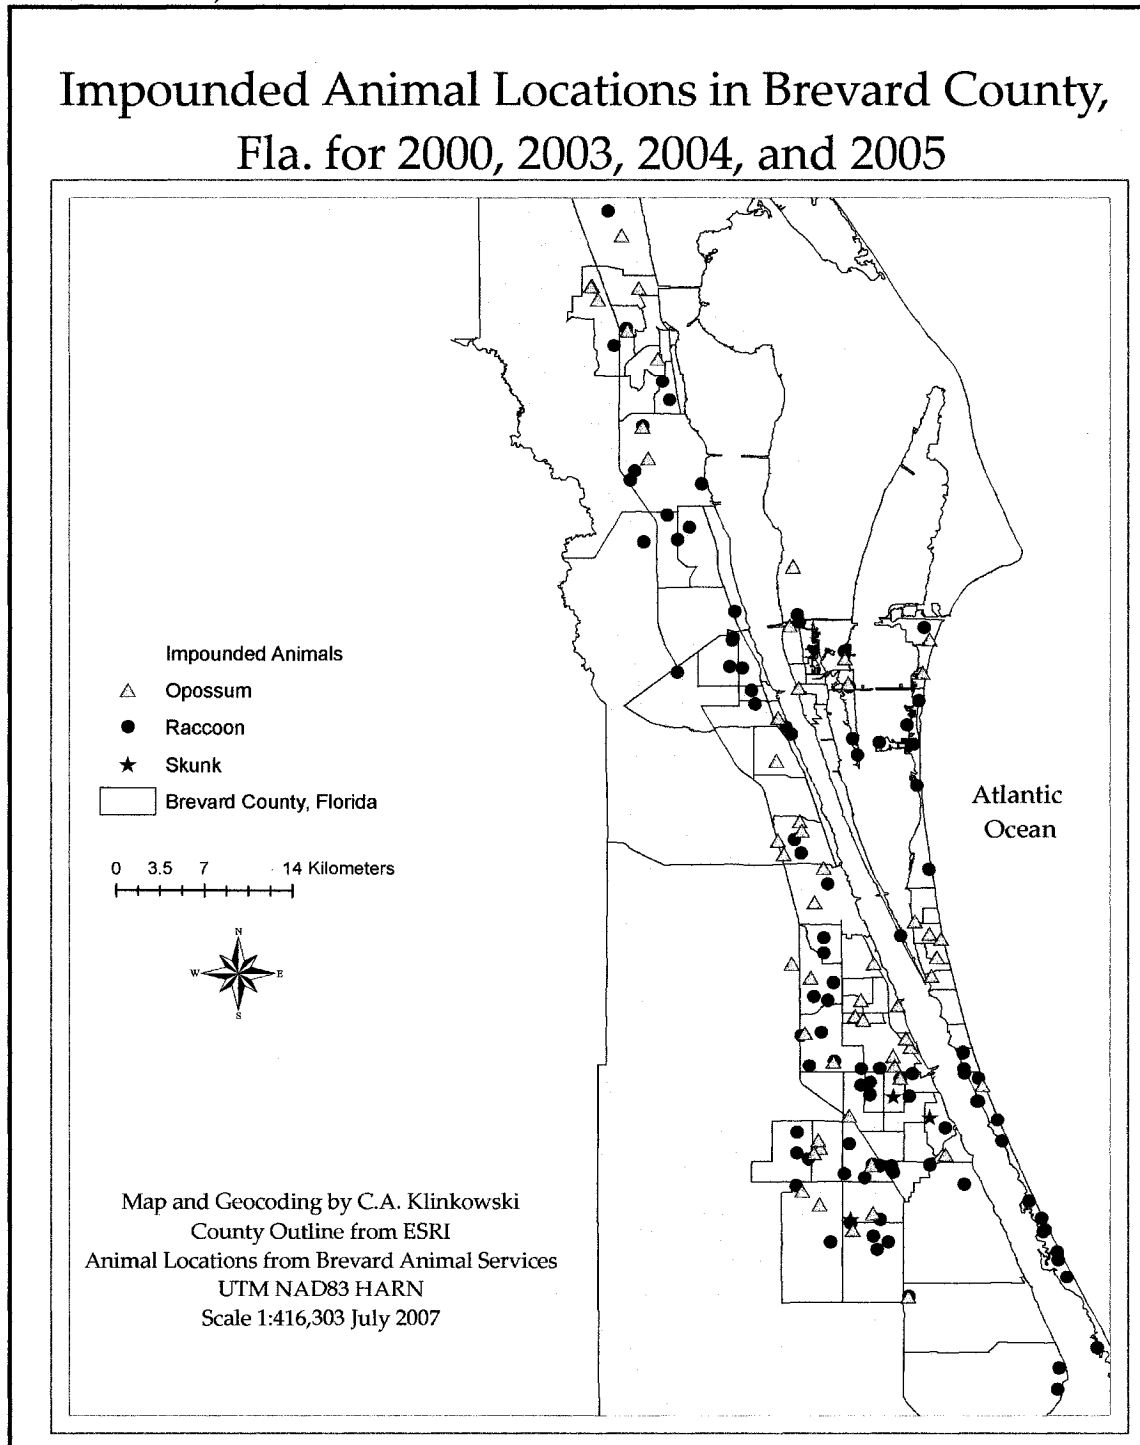 Impounded Animal Locations in Brevard County,
Fla. for 2000, 2003, 2004, and 2005
Impounded Animals
Opossum
Raccoon
Skunk
Brevard County, Florida
0 3.5 7 14 Kilometers
N
W E
S
Atlantic
Ocean
Map and Geocoding by C.A. Klinkowski
County Outline from ESRI
Animal Locations from Brevard Animal Services
UTM NAD83 HARN
Scale 1:416,303 July 2007